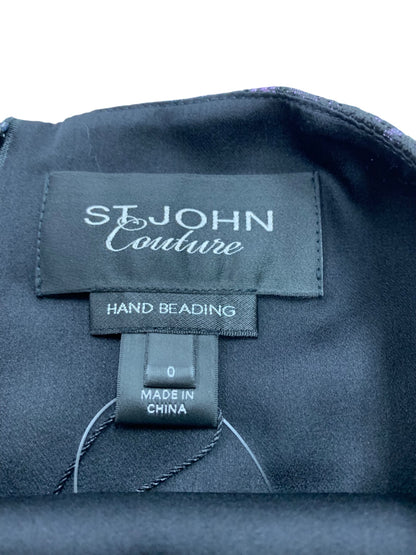 ST. JOHN
Couture
HAND BEADING
0
MADE IN
CHINA